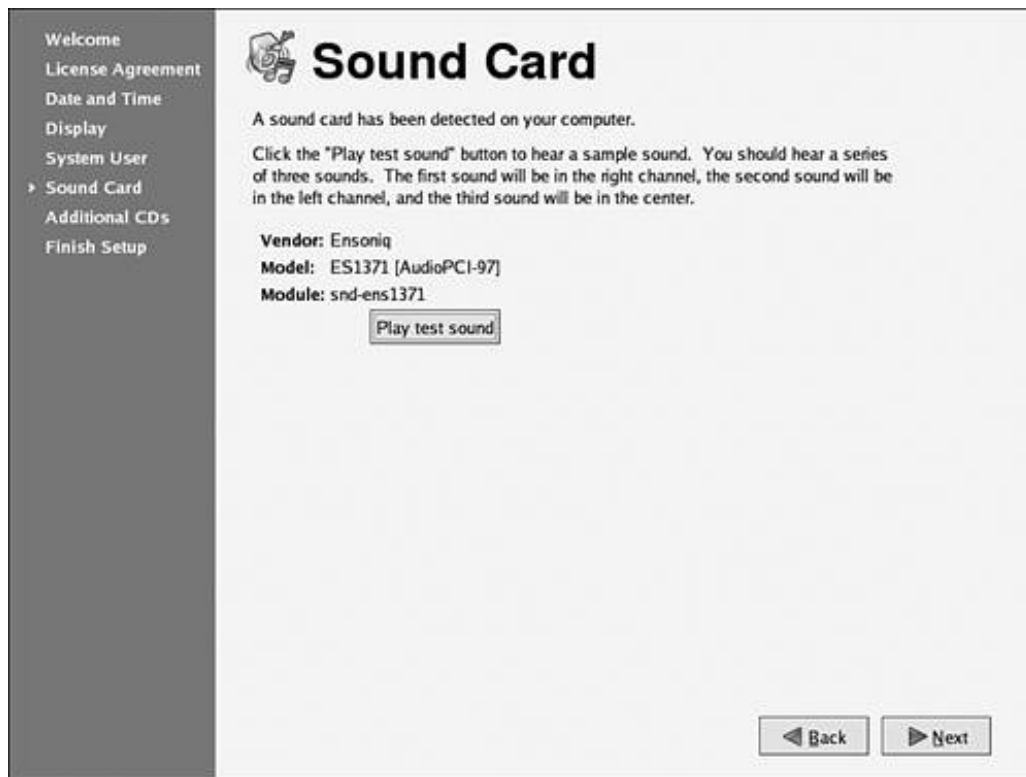 Welcome
License Agreement
Date and Time
Display
System User
Sound Card
Additional CDs
Finish Setup
Sound Card
A sound card has been detected on your computer.
Click the "Play test sound" button to hear a sample sound. You should hear a series
of three sounds. The first sound will be in the right channel, the second sound will be
in the left channel, and the third sound will be in the center.
Vendor: Ensoniq
Model: ES1371 [AudioPCI-97]
Module: snd-ens1371
Play test sound
Back
Next